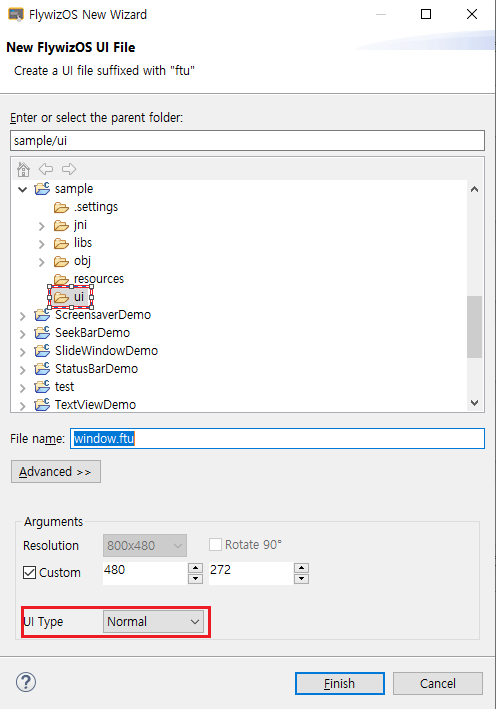 FlywizOS New Wizard
New FlywizOS UI File
Create a UI file suffixed with "ftu"
Enter or select the parent folder:
sample/ui
sample
.settings
jni
libs
obj
resources
ui
ScreensaverDemo
SeekBarDemo
SlideWindowDemo
StatusBarDemo
test
TextViewDemo
File name: window.ftu
Advanced >>
Arguments
Resolution 800x480 Rotate 90°
Custom 480 272
UI Type Normal
? Finish Cancel